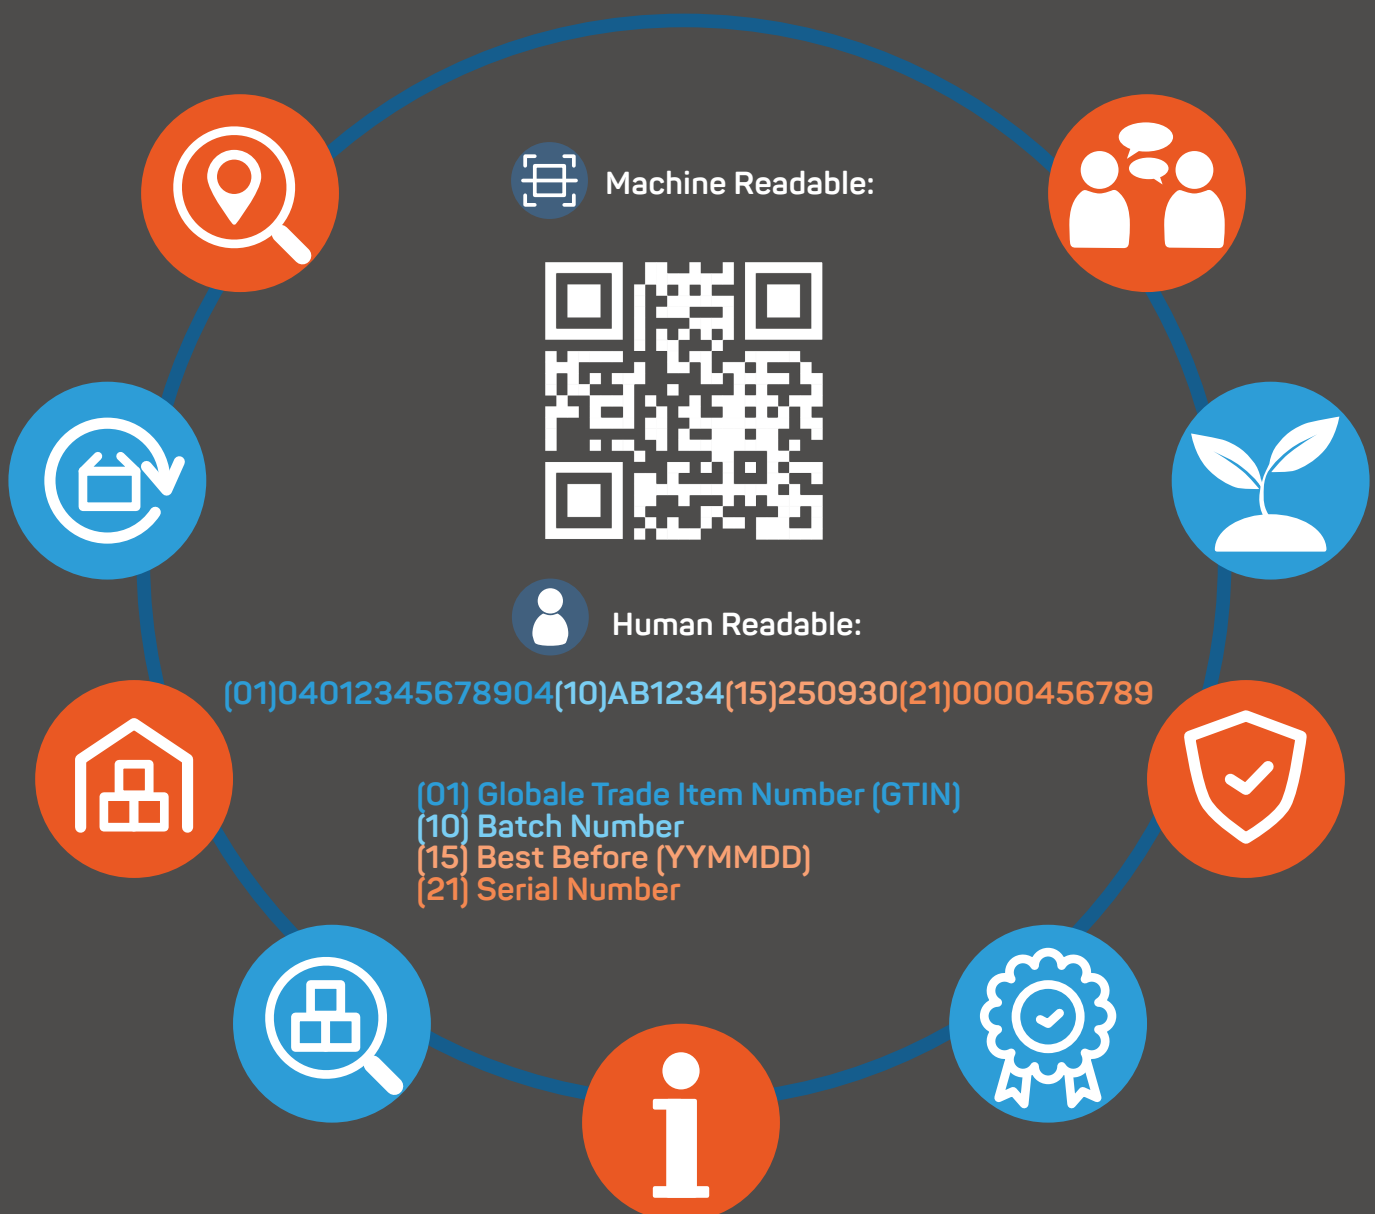 Machine Readable:
Human Readable:
(01)04012345678904(10)AB1234(15)250930(21)0000456789
(01) Globale Trade Item Number (GTIN)
(10) Batch Number
(15) Best Before (YYMMDD)
(21) Serial Number